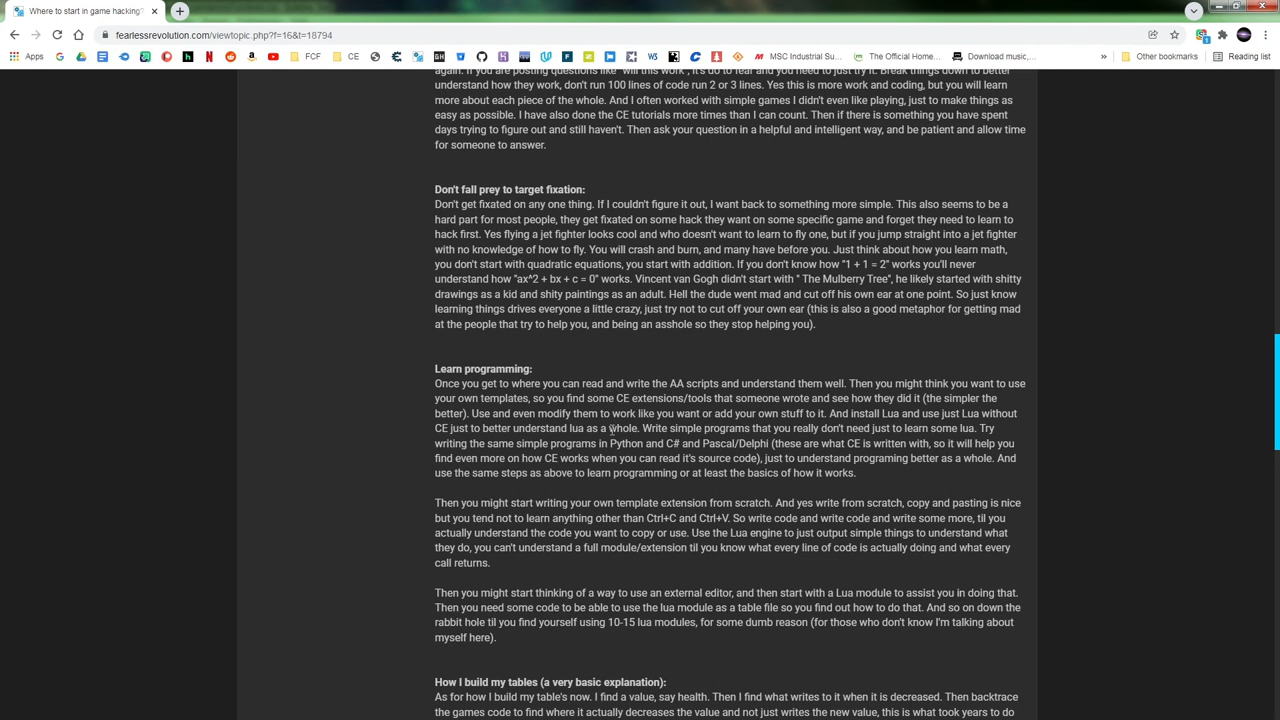 Where to start in game hacking?
fearlessrevolution.com/viewtopic.php?f=16&t=18794
Apps
FCF
CE
MSC Industrial Su...
The Official Home...
Download music,...
»
Other bookmarks
Reading list
again. If you are posting questions like "will this work", it's do to fear and you need to just try it. Break things down to better
understand how they work, don't run 100 lines of code run 2 or 3 lines. Yes this is more work and coding, but you will learn
more about each piece of the whole. And I often worked with simple games I didn't even like playing, just to make things as
easy as possible. I have also done the CE tutorials more times than I can count. Then if there is something you have spent
days trying to figure out and still haven't. Then ask your question in a helpful and intelligent way, and be patient and allow time
for someone to answer.
Don't fall prey to target fixation:
Don't get fixated on any one thing. If I couldn't figure it out, I want back to something more simple. This also seems to be a
hard part for most people, they get fixated on some hack they want on some specific game and forget they need to learn to
hack first. Yes flying a jet fighter looks cool and who doesn't want to learn to fly one, but if you jump straight into a jet fighter
with no knowledge of how to fly. You will crash and burn, and many have before you. Just think about how you learn math,
you don't start with quadratic equations, you start with addition. If you don't know how "1 + 1 = 2" works you'll never
understand how "ax^2 + bx + c = 0" works. Vincent van Gogh didn't start with " The Mulberry Tree", he likely started with shitty
drawings as a kid and shity paintings as an adult. Hell the dude went mad and cut off his own ear at one point. So just know
learning things drives everyone a little crazy, just try not to cut off your own ear (this is also a good metaphor for getting mad
at the people that try to help you, and being an asshole so they stop helping you).
Learn programming:
Once you get to where you can read and write the AA scripts and understand them well. Then you might think you want to use
your own templates, so you find some CE extensions/tools that someone wrote and see how they did it (the simpler the
better). Use and even modify them to work like you want or add your own stuff to it. And install Lua and use just Lua without
CE just to better understand lua as a whole. Write simple programs that you really don't need just to learn some lua. Try
writing the same simple programs in Python and C# and Pascal/Delphi (these are what CE is written with, so it will help you
find even more on how CE works when you can read it's source code), just to understand programing better as a whole. And
use the same steps as above to learn programming or at least the basics of how it works.
Then you might start writing your own template extension from scratch. And yes write from scratch, copy and pasting is nice
but you tend not to learn anything other than Ctrl+C and Ctrl+V. So write code and write code and write some more, til you
actually understand the code you want to copy or use. Use the Lua engine to just output simple things to understand what
they do, you can't understand a full module/extension til you know what every line of code is actually doing and what every
call returns.
Then you might start thinking of a way to use an external editor, and then start with a Lua module to assist you in doing that.
Then you need some code to be able to use the lua module as a table file so you find out how to do that. And so on down the
rabbit hole til you find yourself using 10-15 lua modules, for some dumb reason (for those who don't know I'm talking about
myself here).
How I build my tables (a very basic explanation):
As for how I build my table's now. I find a value, say health. Then I find what writes to it when it is decreased. Then backtrace
the games code to find where it actually decreases the value and not just writes the new value, this is what took years to do